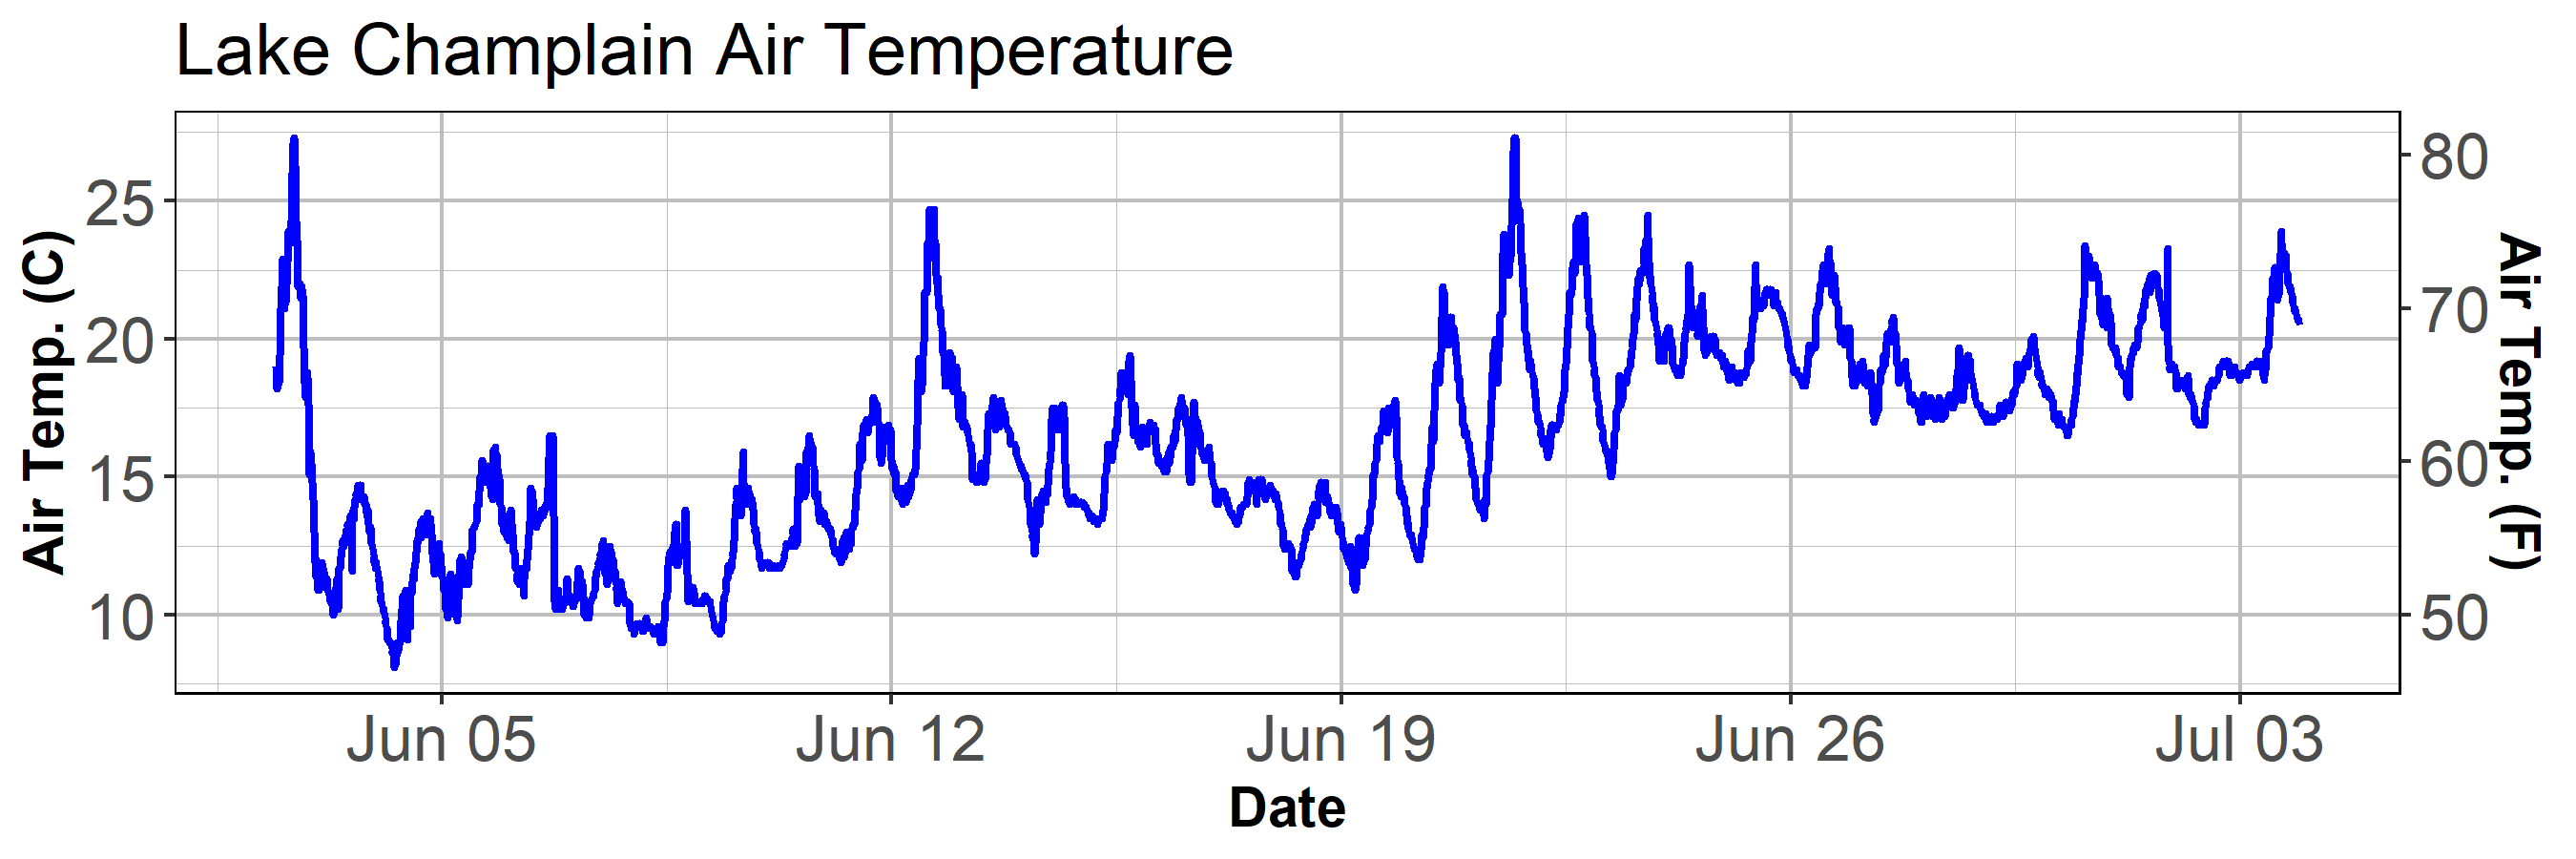 Lake Champlain Air Temperature
Air Temp. (C)
25
20
15
10
80
70
60
50
Air Temp. (F)
Jun 05
Jun 12
Jun 19
Jun 26
Jul 03
Date